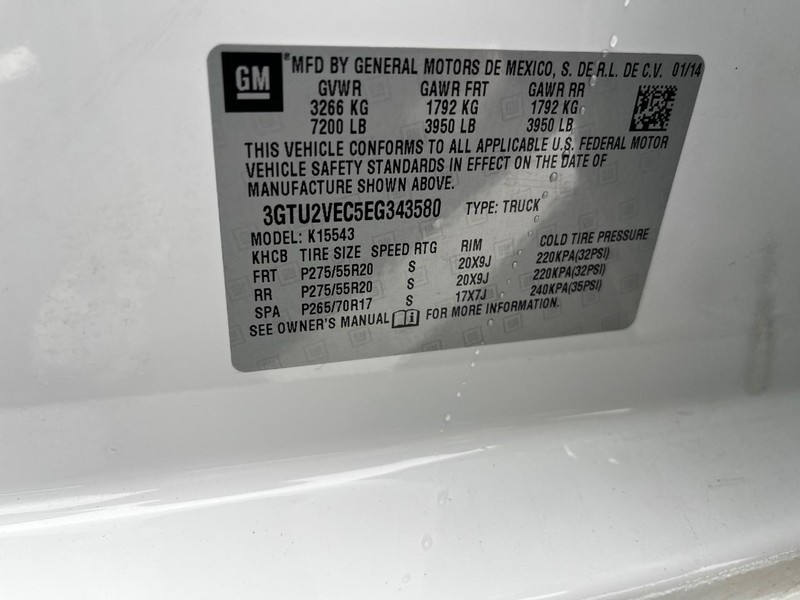 GM
® MFD BY GENERAL MOTORS DE MEXICO, S. DE R.L. DE C.V. 01/14
GVWR GAWR FRT GAWR RR
3266 KG 1792 KG 1792 KG
7200 LB 3950 LB 3950 LB
THIS VEHICLE CONFORMS TO ALL APPLICABLE U.S. FEDERAL MOTOR
VEHICLE SAFETY STANDARDS IN EFFECT ON THE DATE OF
MANUFACTURE SHOWN ABOVE.
3GTU2VEC5EG343580 TYPE: TRUCK
MODEL: K15543
KHCB TIRE SIZE SPEED RTG RIM COLD TIRE PRESSURE
FRT P275/55R20 S 20X9J 220KPA(32PSI)
RR P275/55R20 S 20X9J 220KPA(32PSI)
SPA P265/70R17 S 17X7J 240KPA(35PSI)
SEE OWNER'S MANUAL i FOR MORE INFORMATION.